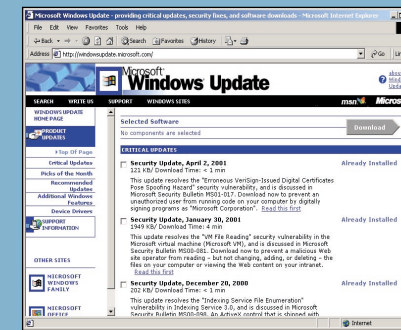 Microsoft Windows Update - providing critical updates, security fixes, and software downloads - Microsoft Internet Explorer
File Edit View Favorites Tools Help
Back Search Favorites History
Address http://windowsupdate.microsoft.com/ Go
Microsoft
Windows Update
SEARCH WRITE US SUPPORT WINDOWS SITES msn Micros
WINDOWS UPDATE
HOME PAGE
PRODUCT
UPDATES
Top Of Page
Critical Updates
Picks of the Month
Recommended
Updates
Additional Windows
Features
Device Drivers
SUPPORT
INFORMATION
OTHER SITES
MICROSOFT
WINDOWS
FAMILY
MICROSOFT
OFFICE
Selected Software
No components are selected
Download
CRITICAL UPDATES
Security Update, April 2, 2001 Already Installed
121 KB/ Download Time: < 1 min
This update resolves the "Erroneous VeriSign-Issued Digital Certificates
Pose Spoofing Hazard" security vulnerability, and is discussed in
Microsoft Security Bulletin MS01-017. Download now to prevent an
unauthorized user from running code on your computer by digitally
signing programs as "Microsoft Corporation". Read this first
Security Update, January 30, 2001 Already Installed
1949 KB/ Download Time: 4 min
This update resolves the "VM File Reading" security vulnerability in the
Microsoft virtual machine (Microsoft VM), and is discussed in Microsoft
Security Bulletin MS00-081. Download now to prevent a malicious Web
site operator from reading – but not changing, adding, or deleting – the
files on your computer or viewing the Web content on your intranet.
Read this first
Security Update, December 20, 2000 Already Installed
202 KB/ Download Time: < 1 min
This update resolves the "Indexing Service File Enumeration"
vulnerability in Indexing Service 3.0, and is discussed in Microsoft
Security Bulletin MS00-098. An ActiveX control that is shipped with
Internet